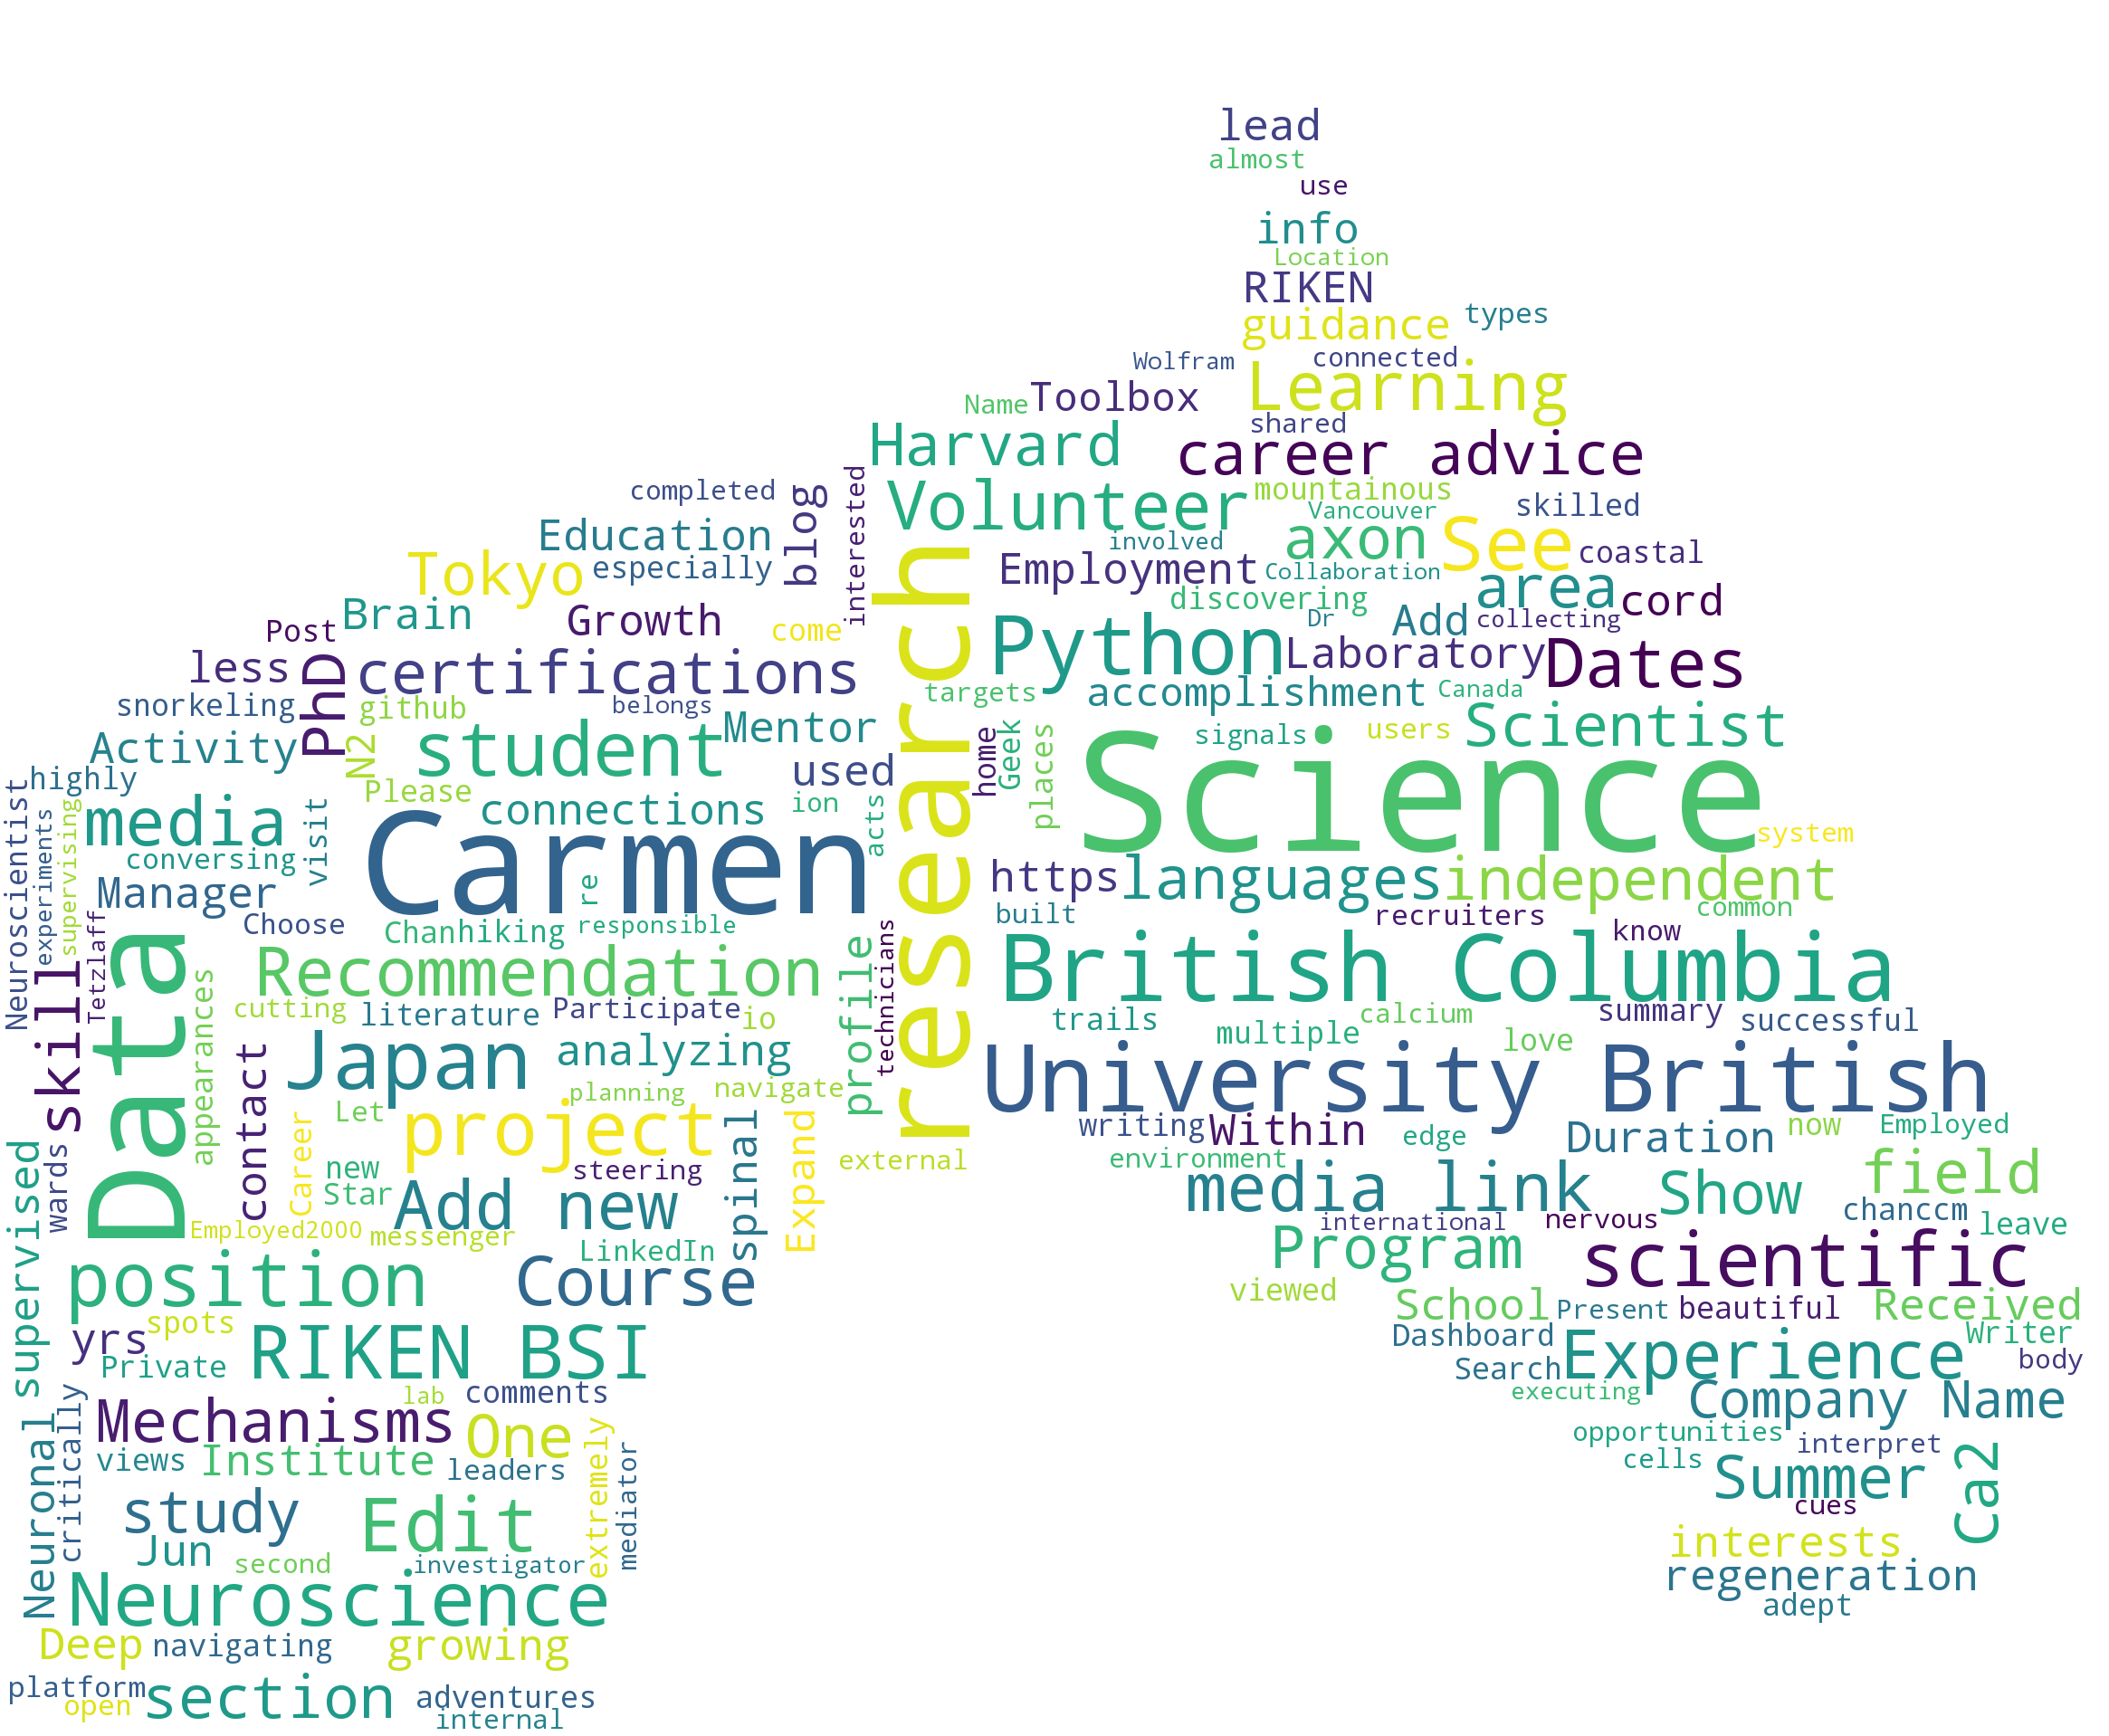 lead
almost
use
info
Location
RIKEN
guidance types
Wolfram connected
Name Toolbox Learning
shared
Harvard career advice
completed blog interested Volunteer mountainous skilled
Vancouver
Education axon See coastal
involved
Tokyo especially Employment Collaboration area
research
Brain Growth discovering Add cord
Dr collecting
Post come Python Laboratory Dates
less PhD certifications
targets accomplishment Canada
snorkeling github belongs
Activity N2 student Mentor signals users Scientist
home Geek places Science
highly Please used
Neuroscientist experiments supervising media visit connections ion acts
system
conversing Carmen
Manager re https languages independent
Choose Chan hiking responsible built recruiters common
know
Tetzlaff skill Data Recommendation profile technicians British Columbia
appearances cutting literature Participate io trails multiple calcium summary successful
love
contact Japan analyzing University British
planning navigate
Career Let project spinal Expand writing Within edge Duration now Employed
supervised wards new steering external environment
Star Add new media link Show field
Employed2000 messenger international nervous chanccm leave
LinkedIn Program scientific
position Course viewed
yrs spots School Present beautiful Received
Private RIKEN BSI Dashboard Experience Writer
Search body
Neuronal critically lab comments executing Company Name
Mechanisms One extremely mediator opportunities interpret
views Institute leaders cells Summer Ca2
study Edit cues
Jun second investigator interests
Neuroscience regeneration
adept
Deep navigating growing
platform section adventures
open internal